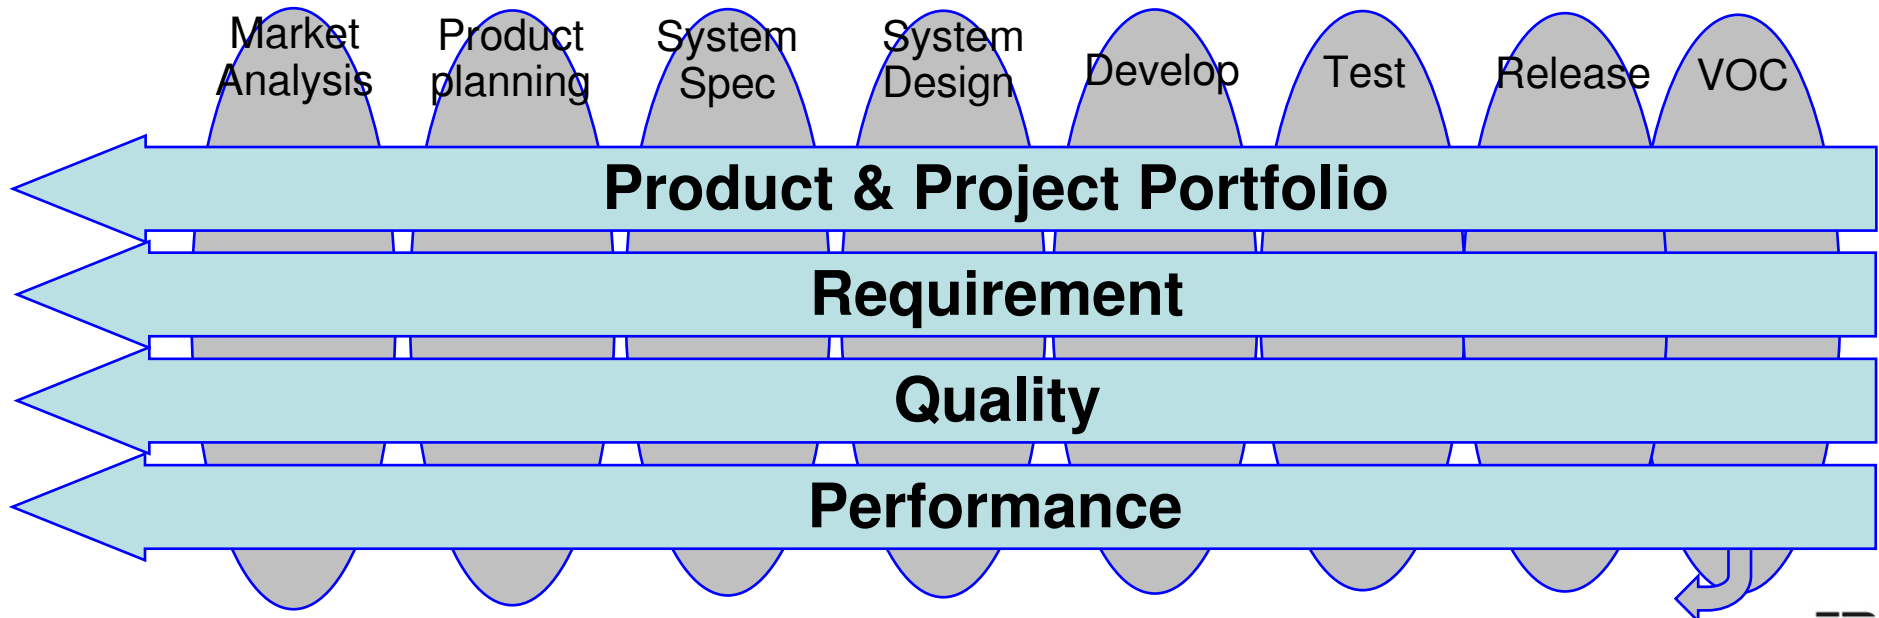 Market
Analysis
Product
planning
System
Spec
System
Design
Develop
Test
Release
VOC
Product & Project Portfolio
Requirement
Quality
Performance